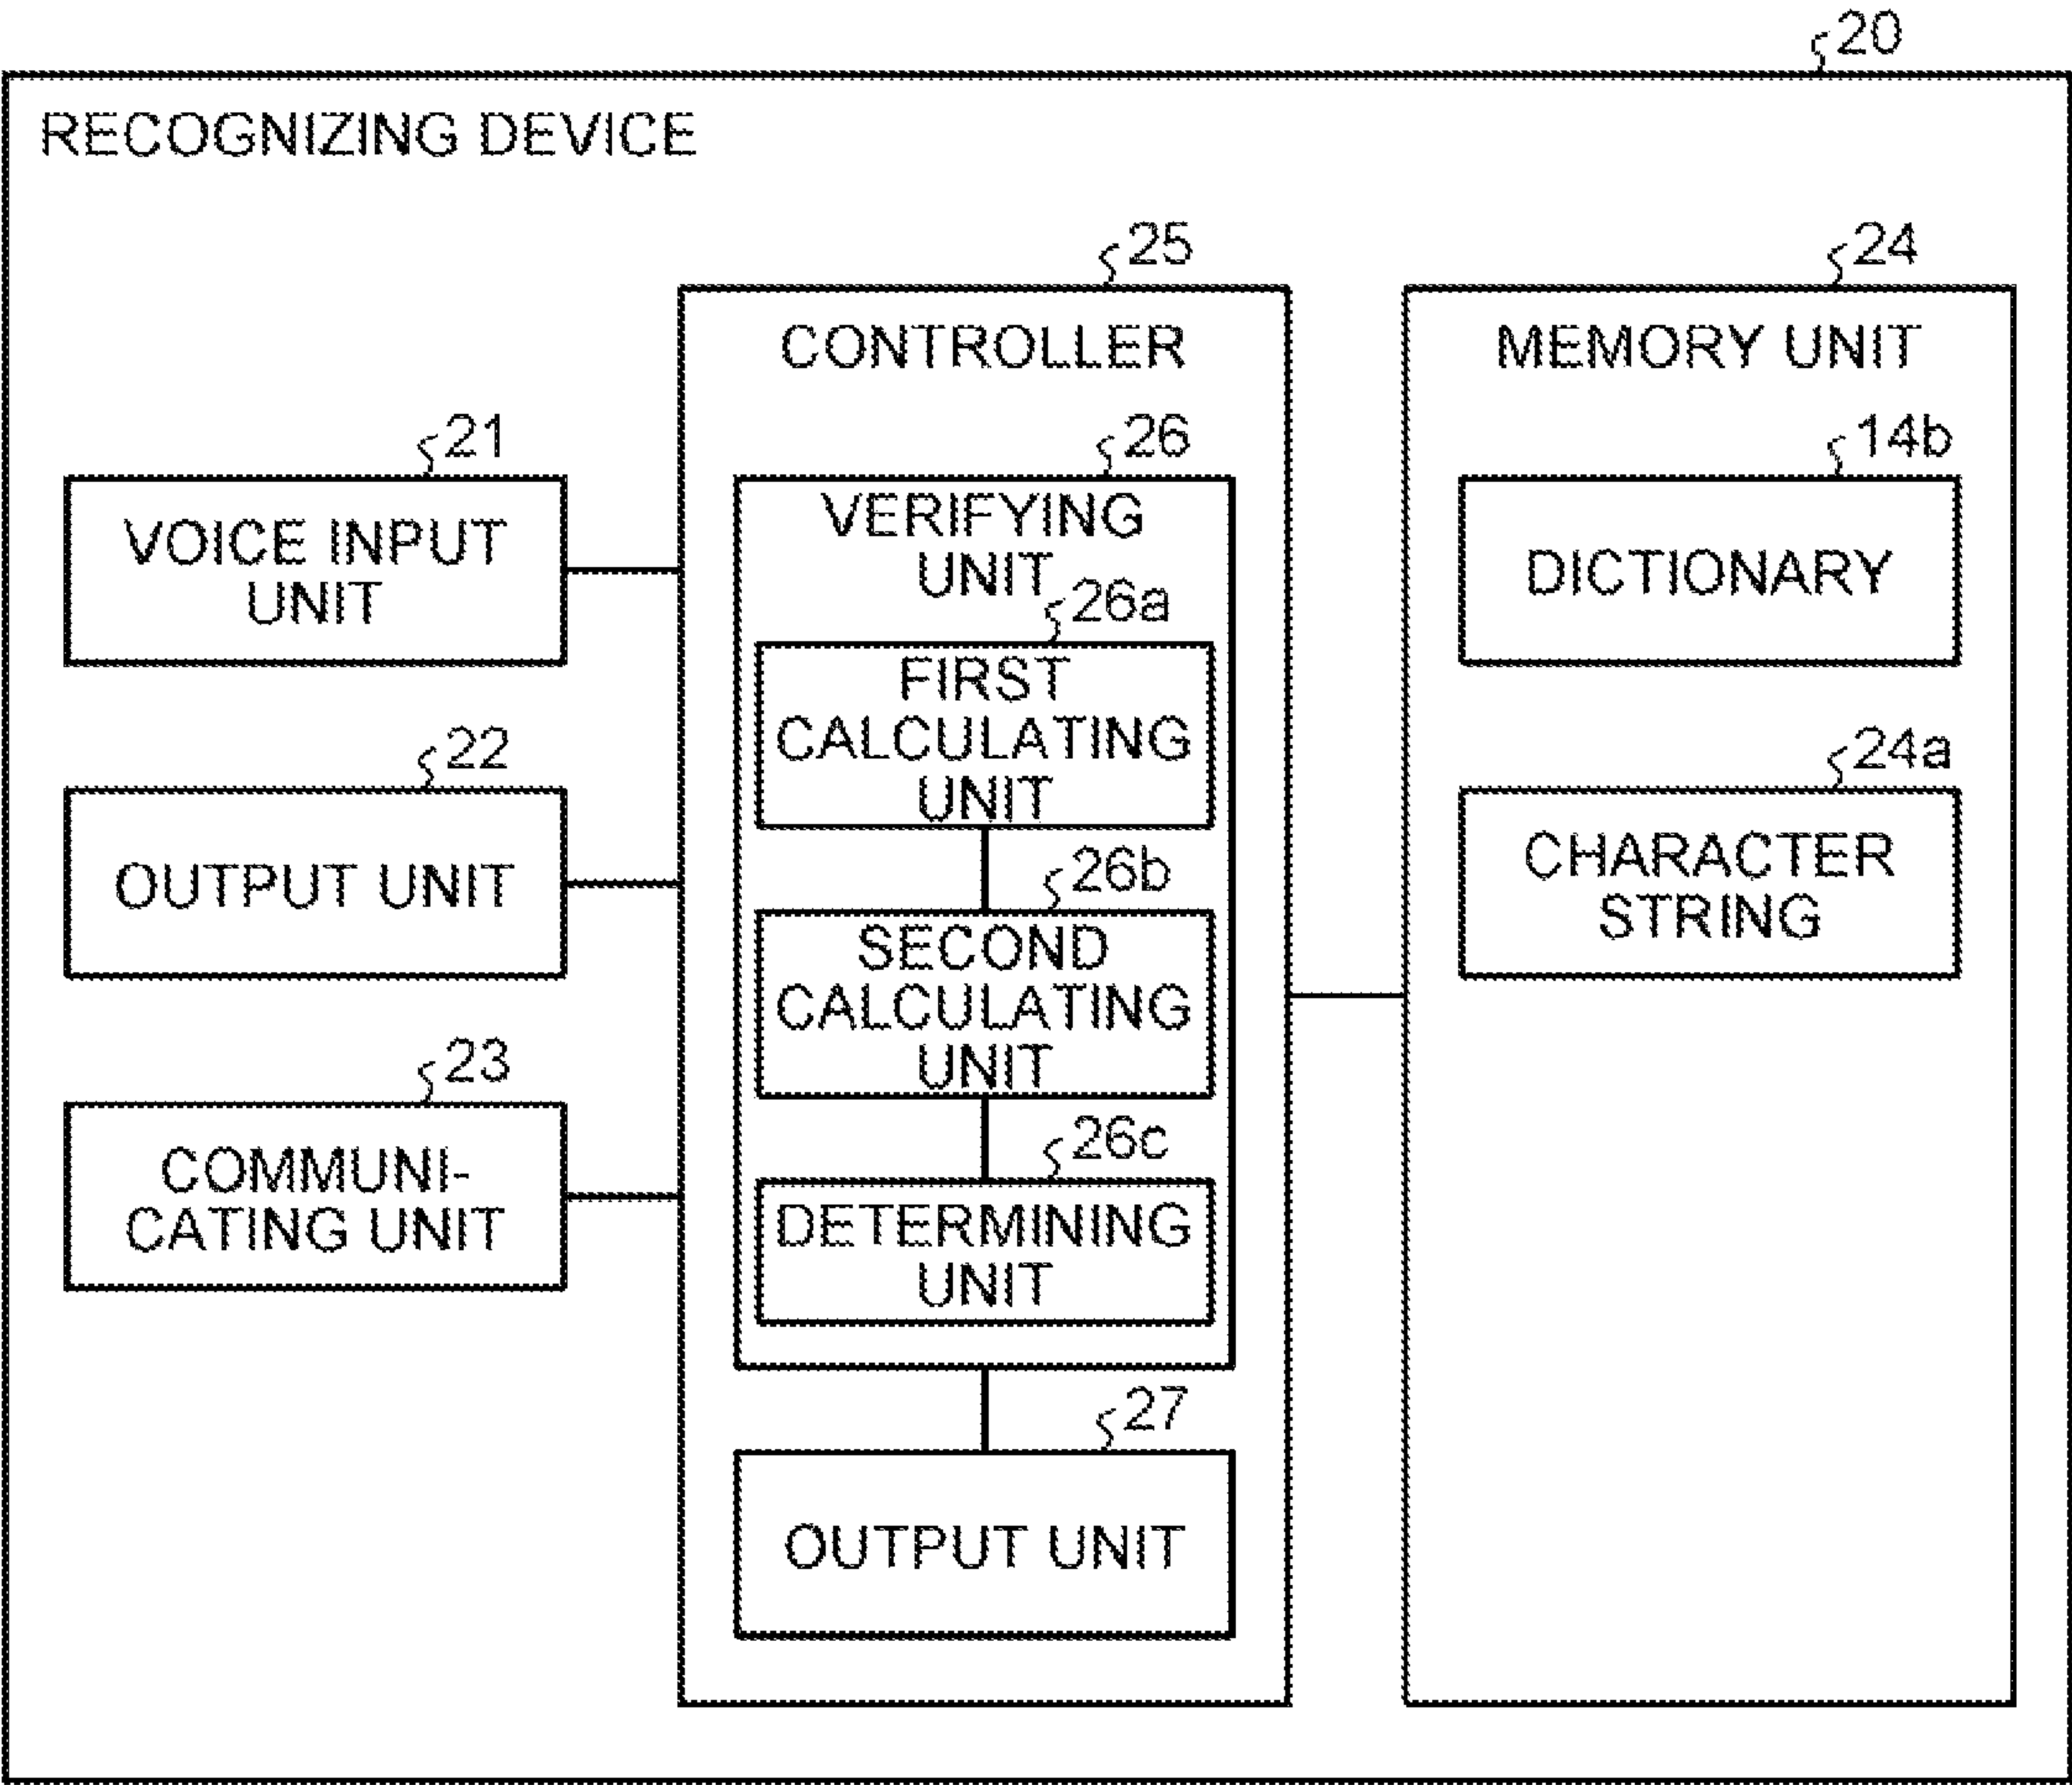 20
RECOGNIZING DEVICE
21
VOICE INPUT
UNIT
22
OUTPUT UNIT
23
COMMUNI-
CATING UNIT
25
CONTROLLER
26
VERIFYING
UNIT
26a
FIRST
CALCULATING
UNIT
26b
SECOND
CALCULATING
UNIT
26c
DETERMINING
UNIT
27
OUTPUT UNIT
24
MEMORY UNIT
14b
DICTIONARY
24a
CHARACTER
STRING